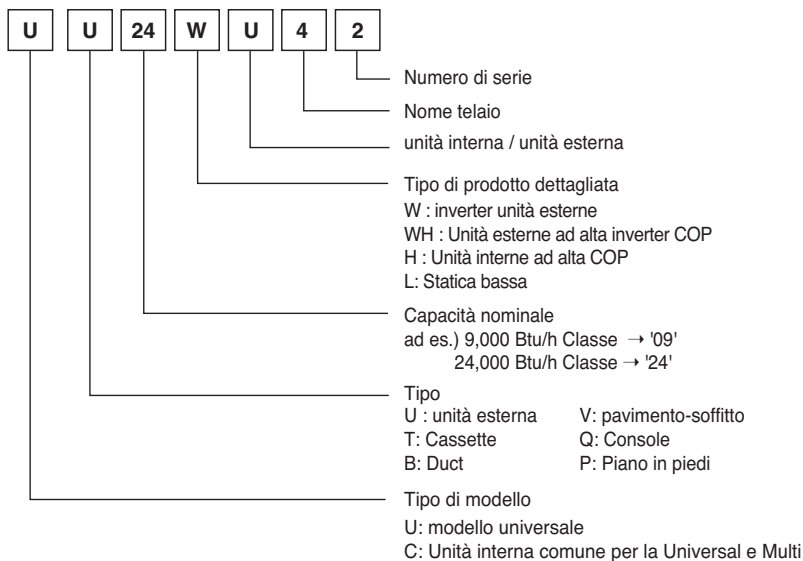 U U 24 W U 4 2
Numero di serie
Nome telaio
unità interna / unità esterna
Tipo di prodotto dettagliata
W : inverter unità esterne
WH : Unità esterne ad alta inverter COP
H : Unità interne ad alta COP
L: Statica bassa
Capacità nominale
ad es.) 9,000 Btu/h Classe → '09'
24,000 Btu/h Classe → '24'
Tipo
U : unità esterna V: pavimento-soffitto
T: Cassette Q: Console
B: Duct P: Piano in piedi
Tipo di modello
U: modello universale
C: Unità interna comune per la Universal e Multi